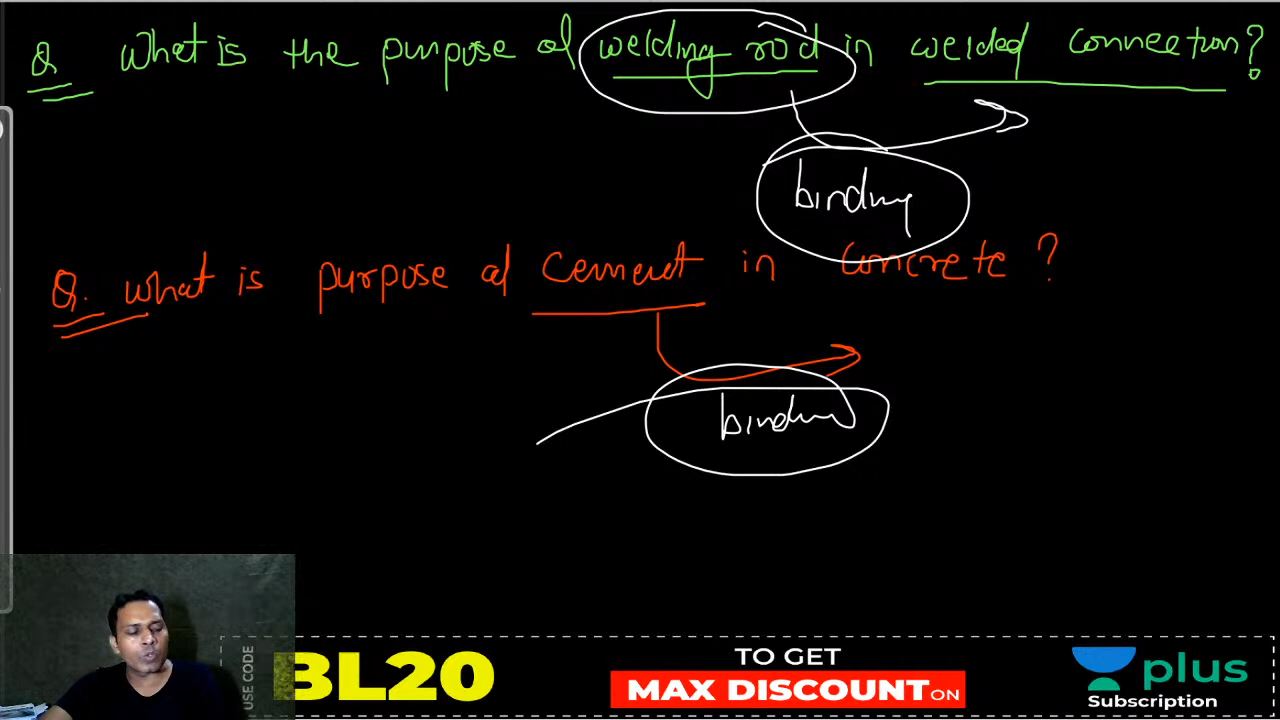 Q What is the purpose of welding rod in welded connection?
binding
Q. What is purpose of cement in concrete?
binding
USE CODE
BL20
TO GET
MAX DISCOUNT ON
plus
Subscription